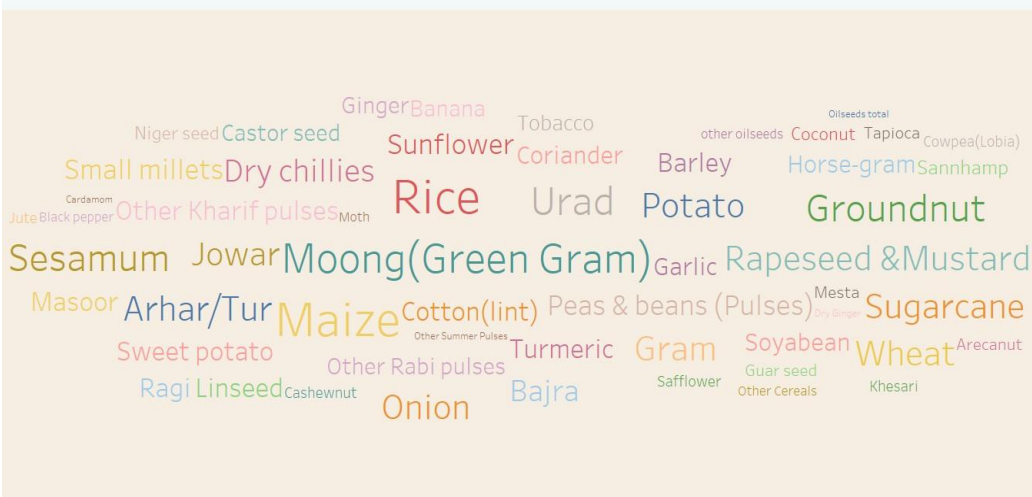 Ginger Banana
Oilseeds total
Niger seed Castor seed Sunflower Tobacco other oilseeds Coconut Tapioca Cowpea(Lobia)
Small millets Dry chillies Coriander Barley Horse-gram Sannhamp
Cardamom
Jute Black pepper Other Kharif pulses Moth Rice Urad Potato Groundnut
Sesamum Jowar Moong(Green Gram) Garlic Rapeseed &Mustard
Masoor Arhar/Tur Maize Cotton(lint) Peas & beans (Pulses) Mesta Dry Ginger Sugarcane
Other Summer Pulses
Sweet potato Other Rabi pulses Turmeric Gram Soyabean Wheat Arecanut
Ragi Linseed Cashewnut Bajra Safflower Guar seed Khesari
Other Cereals
Onion